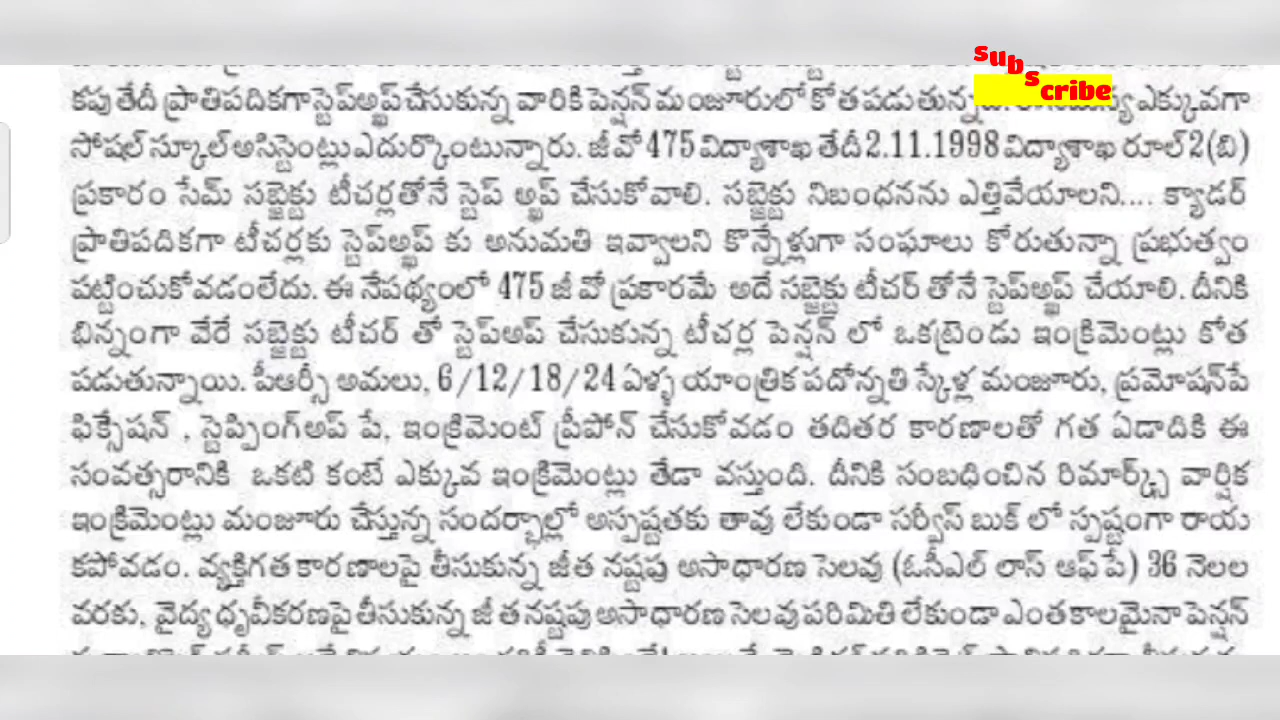 Subscribe
కపు తేదీ ప్రాతిపదికగా స్టెప్అప్ చేసుకున్న వారికి పెన్షన్ మంజూరులో కోత పడుతున్న ఎక్కువగా
సోషల్ స్కూల్ అసిస్టెంట్లు ఎదుర్కొంటున్నారు. జీవో 475 విద్యాశాఖ తేదీ 2.11.1998 విద్యాశాఖ రూల్ 2(బి)
ప్రకారం సేమ్ సబ్జెక్టు టీచర్లతోనే స్టెప్ అప్ చేసుకోవాలి. సబ్జెక్టు నిబంధనను ఎత్తివేయాలని.... క్యాడర్
ప్రాతిపదికగా టీచర్లకు స్టెప్అప్ కు అనుమతి ఇవ్వాలని కొన్నేళ్లుగా సంఘాలు కోరుతున్నా ప్రభుత్వం
పట్టించుకోవడంలేదు. ఈ నేపథ్యంలో 475 జీ వో ప్రకారమే అదే సబ్జెక్టు టీచర్ తోనే స్టెప్అప్ చేయాలి. దీనికి
భిన్నంగా వేరే సబ్జెక్టు టీచర్ తో స్టెప్అప్ చేసుకున్న టీచర్ల పెన్షన్ లో ఒకట్రెండు ఇంక్రిమెంట్లు కోత
పడుతున్నాయి. పీఆర్సీ అమలు, 6/12/18/24 ఏళ్ళ యాంత్రిక పదోన్నతి స్కేళ్ల మంజూరు, ప్రమోషన్ పే
ఫిక్సేషన్ , స్టెప్పింగ్అప్ పే, ఇంక్రిమెంట్ ప్రీపోన్ చేసుకోవడం తదితర కారణాలతో గత ఏడాదికి ఈ
సంవత్సరానికి ఒకటి కంటే ఎక్కువ ఇంక్రిమెంట్లు తేడా వస్తుంది. దీనికి సంబధించిన రిమార్క్స్ వార్షిక
ఇంక్రిమెంట్లు మంజూరు చేస్తున్న సందర్భాల్లో అస్పష్టతకు తావు లేకుండా సర్వీస్ బుక్ లో స్పష్టంగా రాయ
కపోవడం. వ్యక్తిగత కారణాలపై తీసుకున్న జీత నష్టపు అసాధారణ సెలవు (ఓసీఎల్ లాస్ ఆఫ్ పే) 36 నెలల
వరకు, వైద్య ధృవీకరణపై తీసుకున్న జీ త నష్టపు అసాధారణ సెలవు పరిమితి లేకుండా ఎంతకాలమైనా పెన్షన్